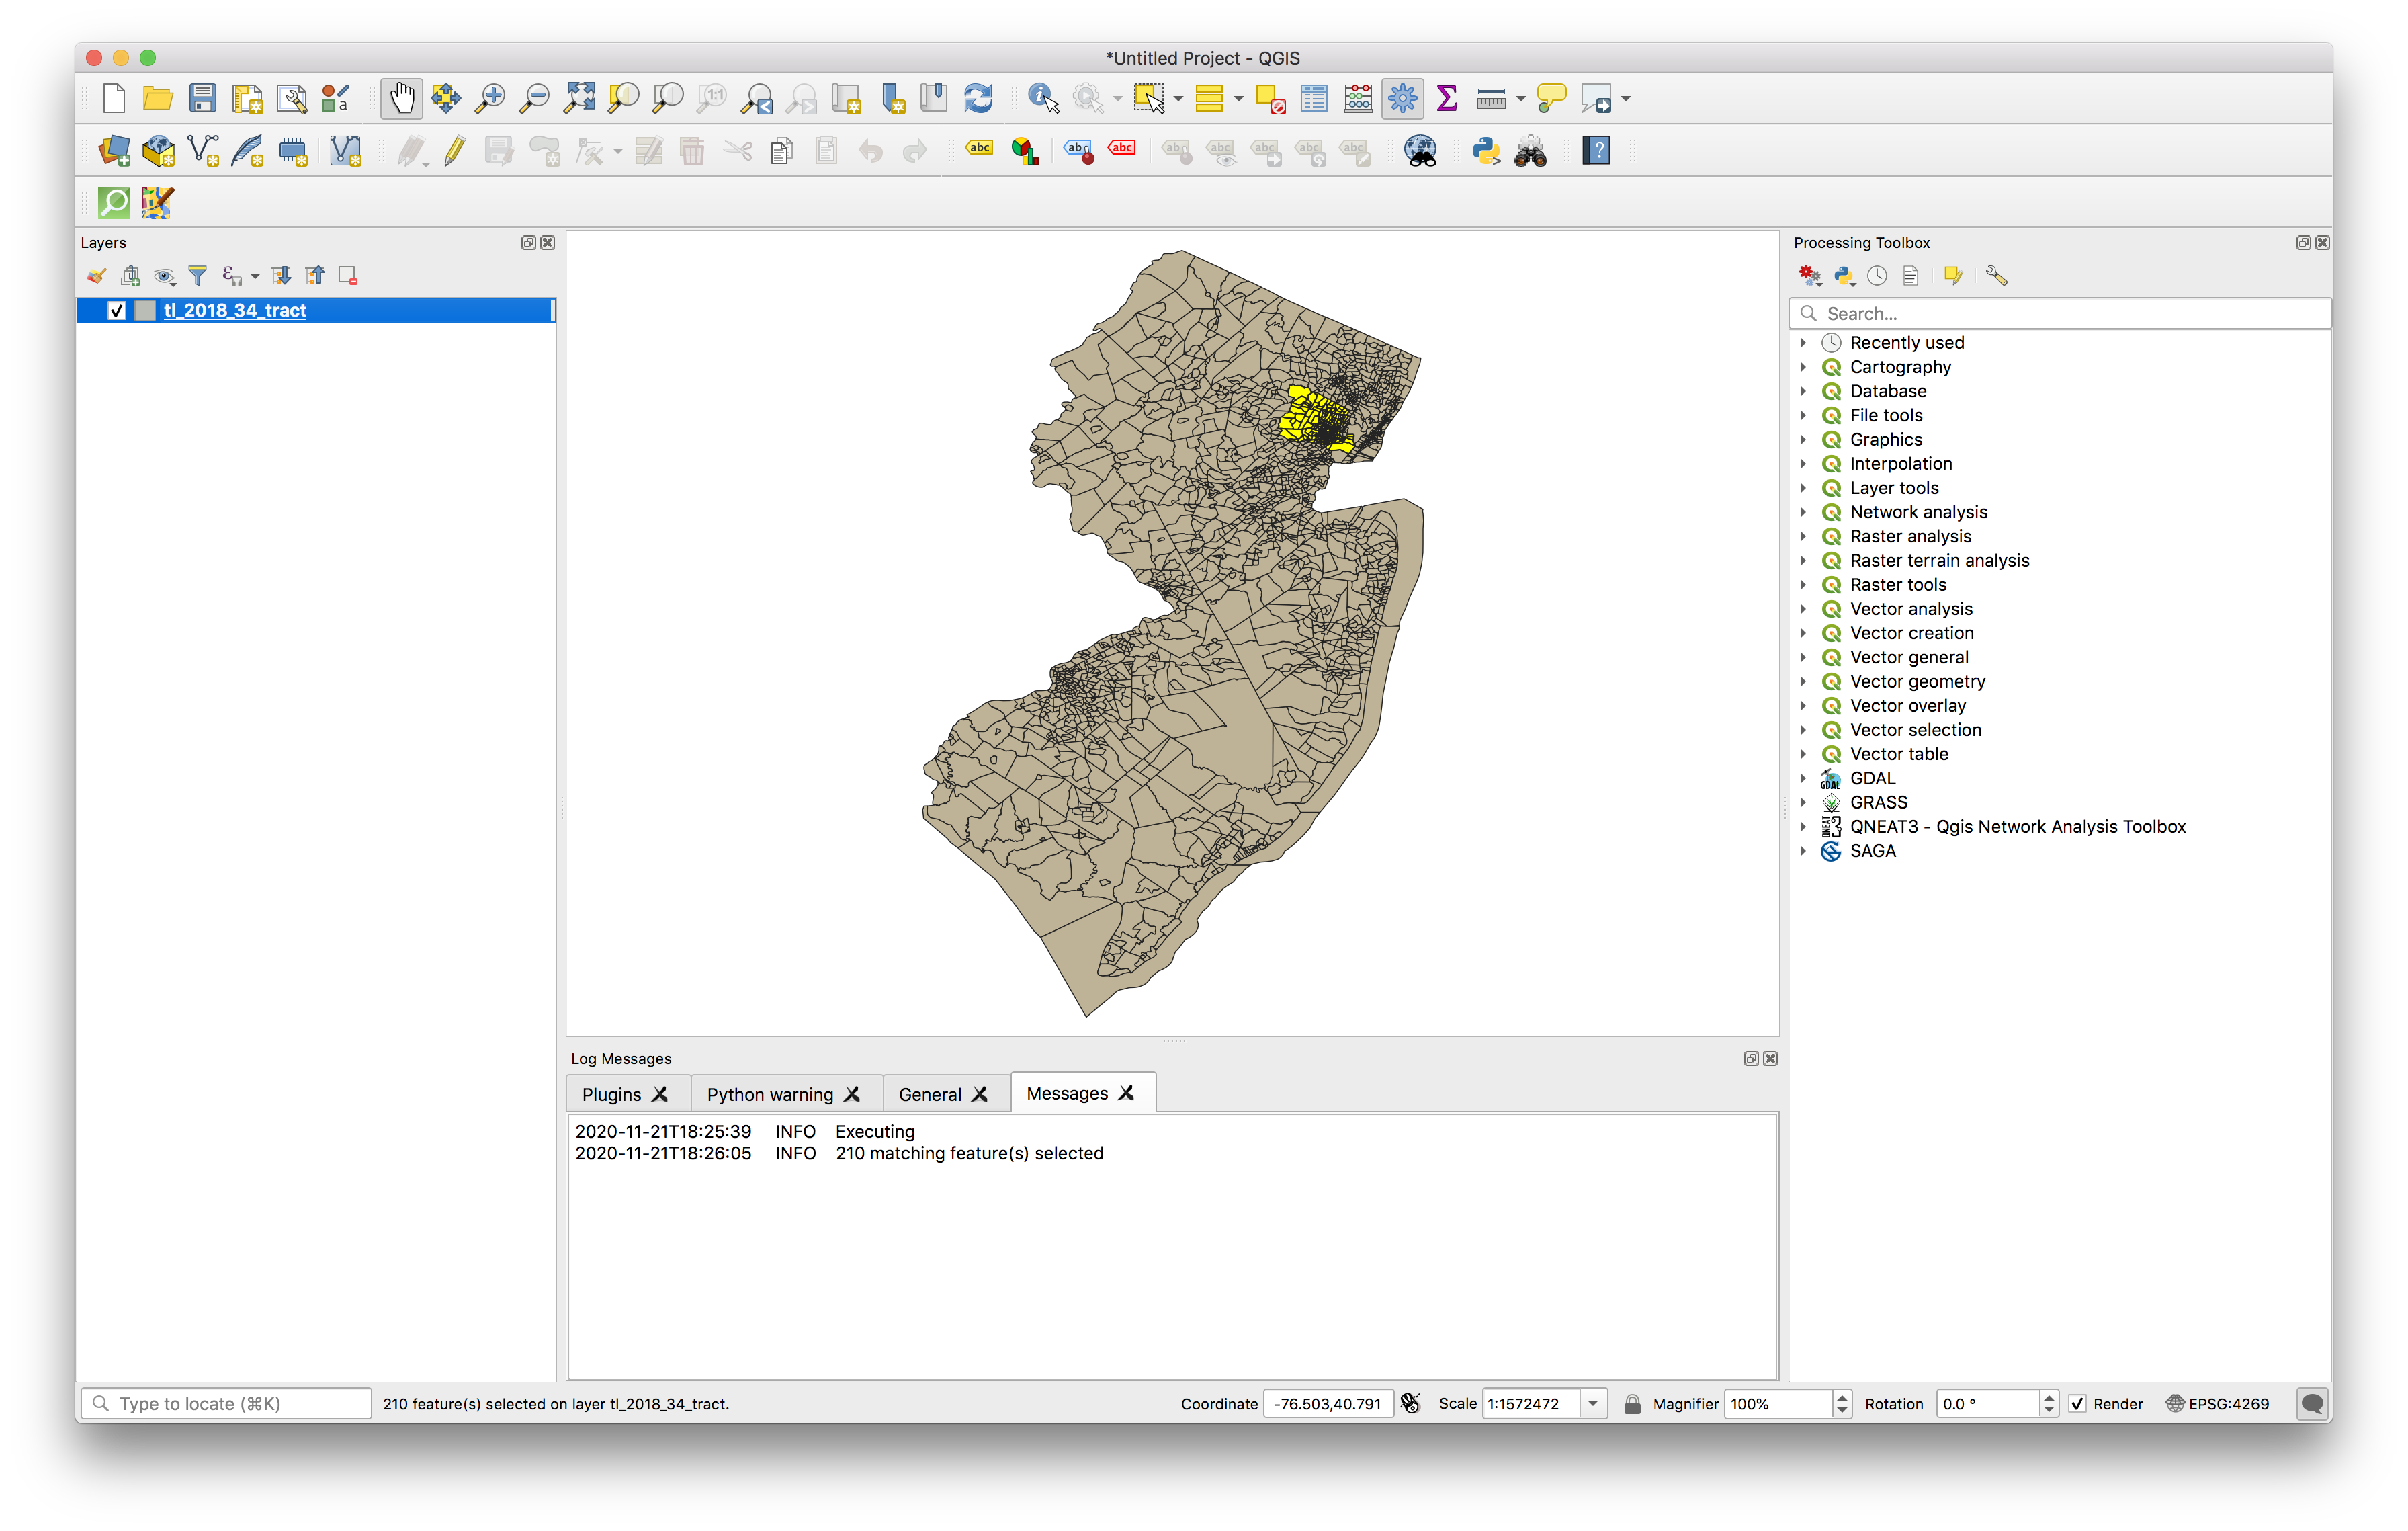 *Untitled Project - QGIS
Layers
tl_2018_34_tract
Processing Toolbox
Search...
Recently used
Cartography
Database
File tools
Graphics
Interpolation
Layer tools
Network analysis
Raster analysis
Raster terrain analysis
Raster tools
Vector analysis
Vector creation
Vector general
Vector geometry
Vector overlay
Vector selection
Vector table
GDAL
GRASS
QNEAT3 - Qgis Network Analysis Toolbox
SAGA
Log Messages
Plugins Python warning General Messages
2020-11-21T18:25:39 INFO Executing
2020-11-21T18:26:05 INFO 210 matching feature(s) selected
Type to locate (⌘K) 210 feature(s) selected on layer tl_2018_34_tract. Coordinate -76.503,40.791 Scale 1:1572472 Magnifier 100% Rotation 0.0 ° Render EPSG:4269